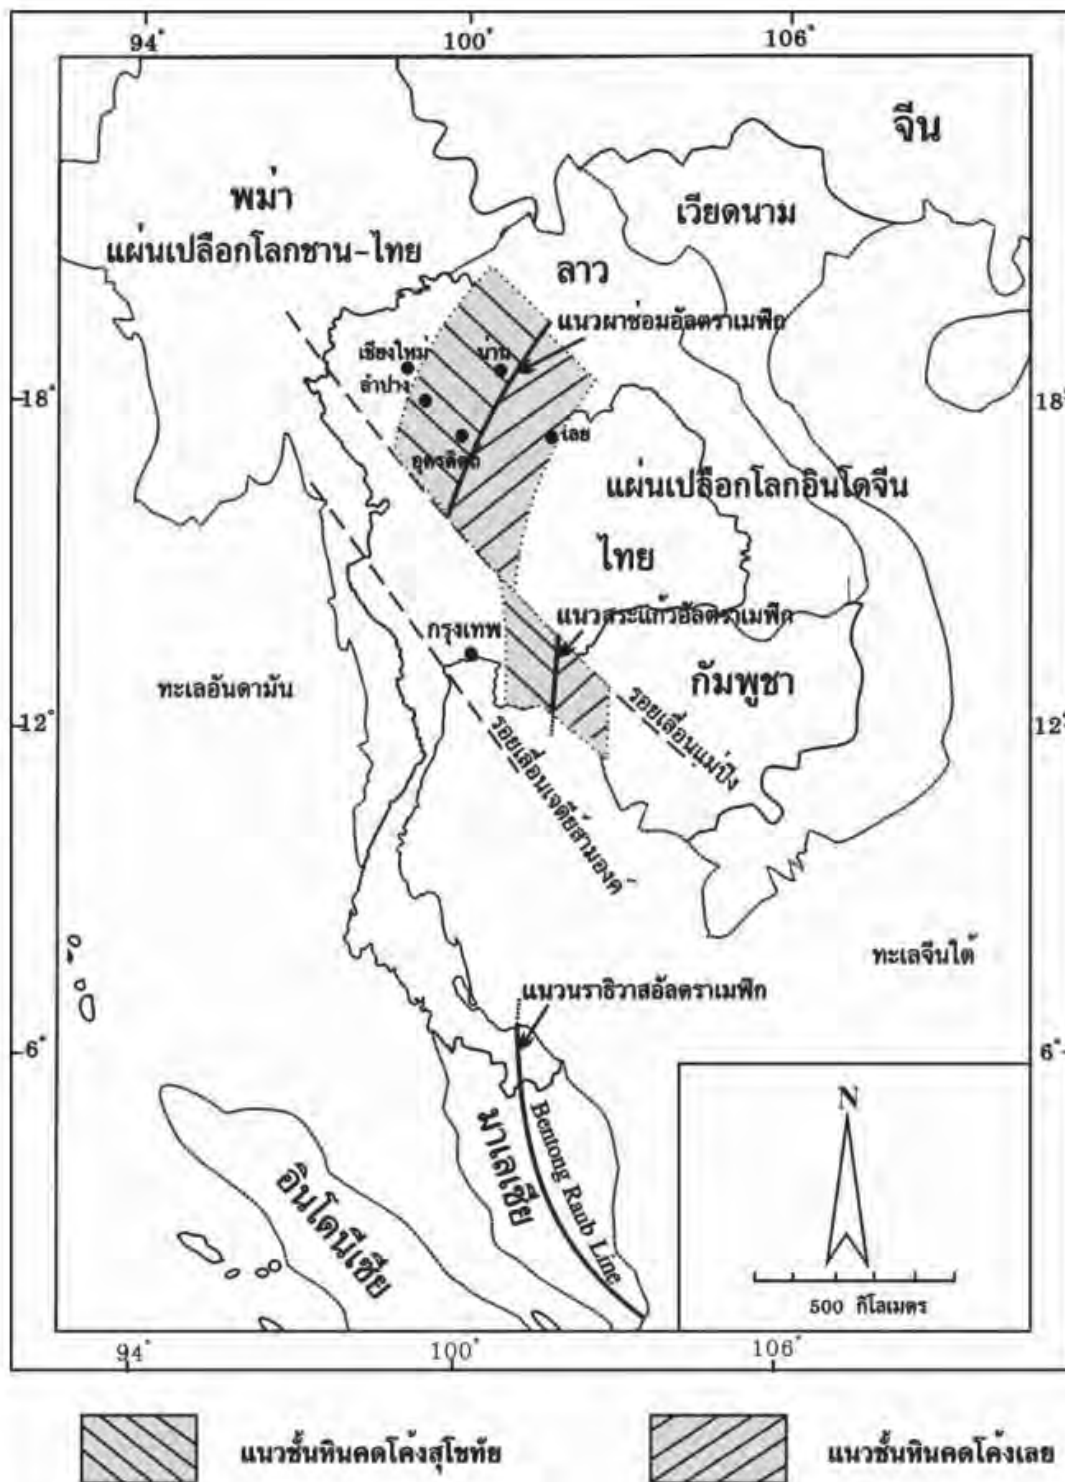 94°
100°
106°
จีน
พม่า
แผ่นเปลือกโลกชาน-ไทย
เวียดนาม
ลาว
แนวผาซ่อมอัลตราเมฟิก
เชียงใหม่
น่าน
ลำปาง
18°
18°
เลย
อุตรดิตถ์
แผ่นเปลือกโลกอินโดจีน
ไทย
แนวสระแก้วอัลตราเมฟิก
กรุงเทพ
ทะเลอันดามัน
กัมพูชา
12°
12°
รอยเลื่อนแม่ปิง
รอยเลื่อนเจดีย์สามองค์
ทะเลจีนใต้
แนวนราธิวาสอัลตราเมฟิก
6°
6°
มาเลเซีย
Bentong Raub Line
อินโดนีเซีย
N
500 กิโลเมตร
94°
100°
106°
แนวชั้นหินคดโค้งสุโขทัย
แนวชั้นหินคดโค้งเลย